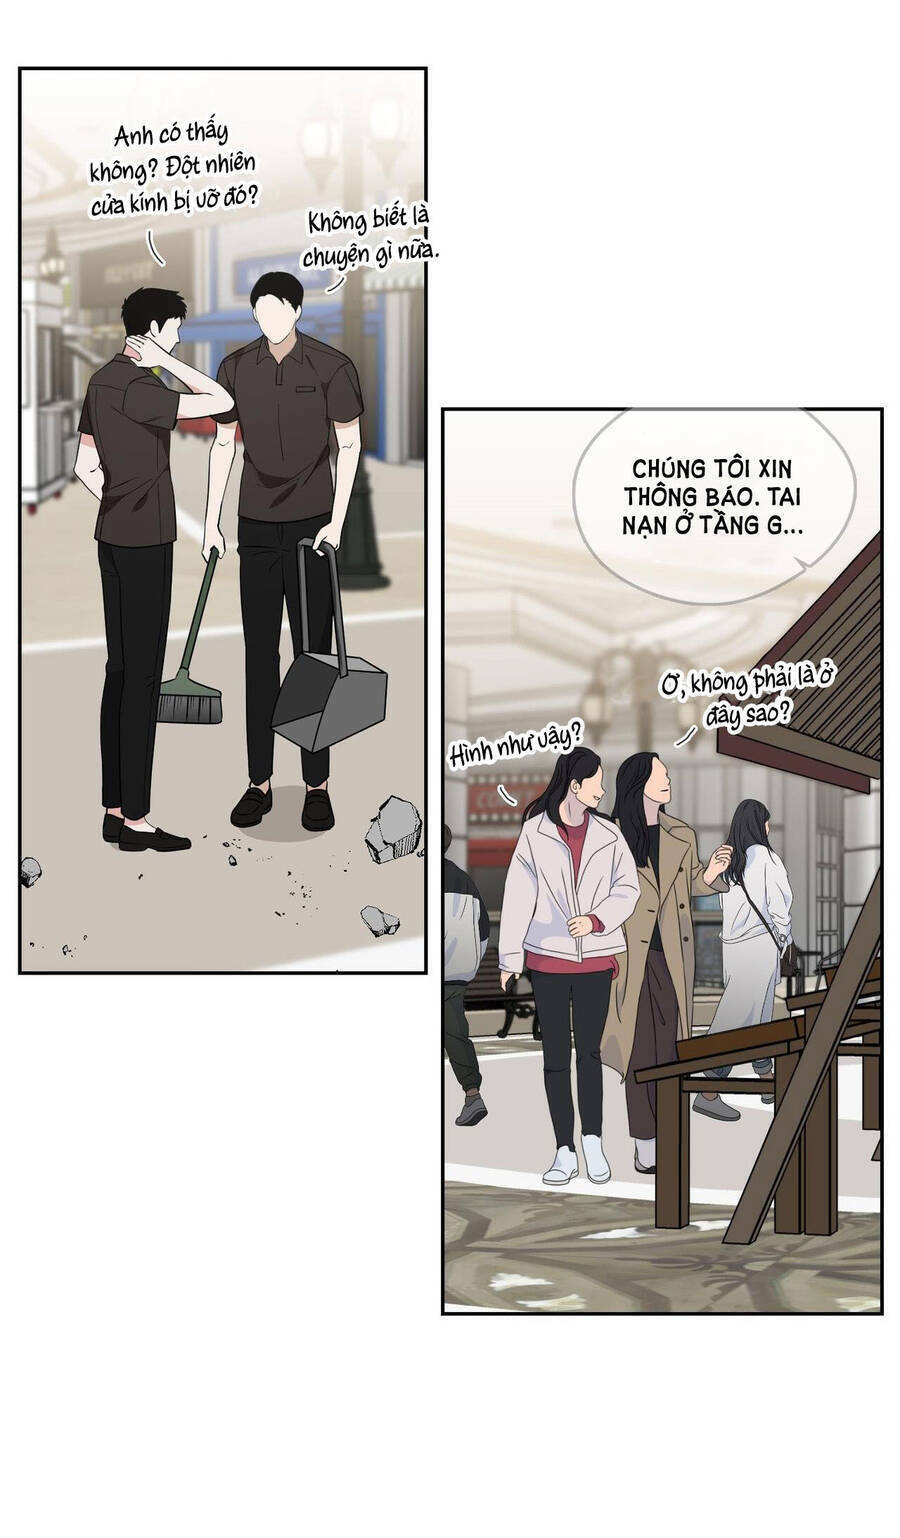 Anh có thấy
không? Đột nhiên
cửa kính bị vỡ đó?
Không biết là
chuyện gì nữa.
CHÚNG TÔI XIN
THÔNG BÁO. TAI
NẠN Ở TẦNG G...
Ơ, không phải là ở
đây sao?
Hình như vậy?